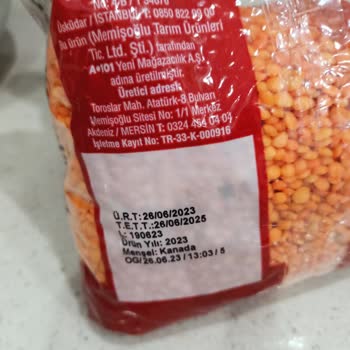 Üsküdar / İSTANBUL T: 0850 822 00 00
Bu ürün (Memişoğlu Tarım Ürünleri
Tic. Ltd. Şti.) tarafından
A•101 Yeni Mağazacılık A.Ş.
adına üretilmiştir.
Üretici adresi:
Toroslar Mah. Atatürk-8.Bulvarı
Memişoğlu Sitesi No: 1/1 Merkez
Akdeniz / MERSİN T: 0324 454 04 04
İşletme Kayıt No: TR-33-K-000916
Ü.R.T:26/06/2023
T.E.T.T.:26/06/2025
L: 190623
Ürün Yılı: 2023
Menşei: Kanada
OG/26.06.23 / 13:03 / 5